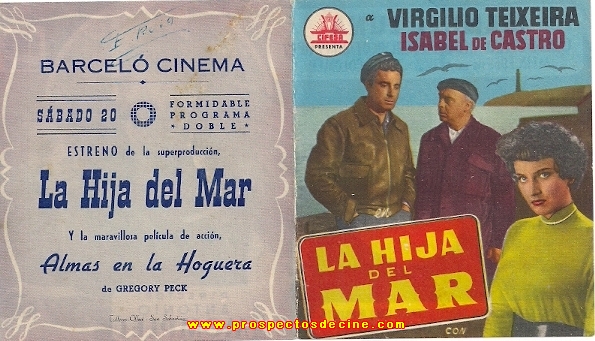 BARCELÓ CINEMA
SÁBADO 20
FORMIDABLE
PROGRAMA
DOBLE
ESTRENO de la superproducción,
La Hija del Mar
Y la maravillosa película de acción,
Almas en la Hoguera
de GREGORY PECK
CIFESA
PRESENTA
a VIRGILIO TEIXEIRA
ISABEL DE CASTRO
LA HIJA
DEL
MAR
CON
www.prospectosdecine.com